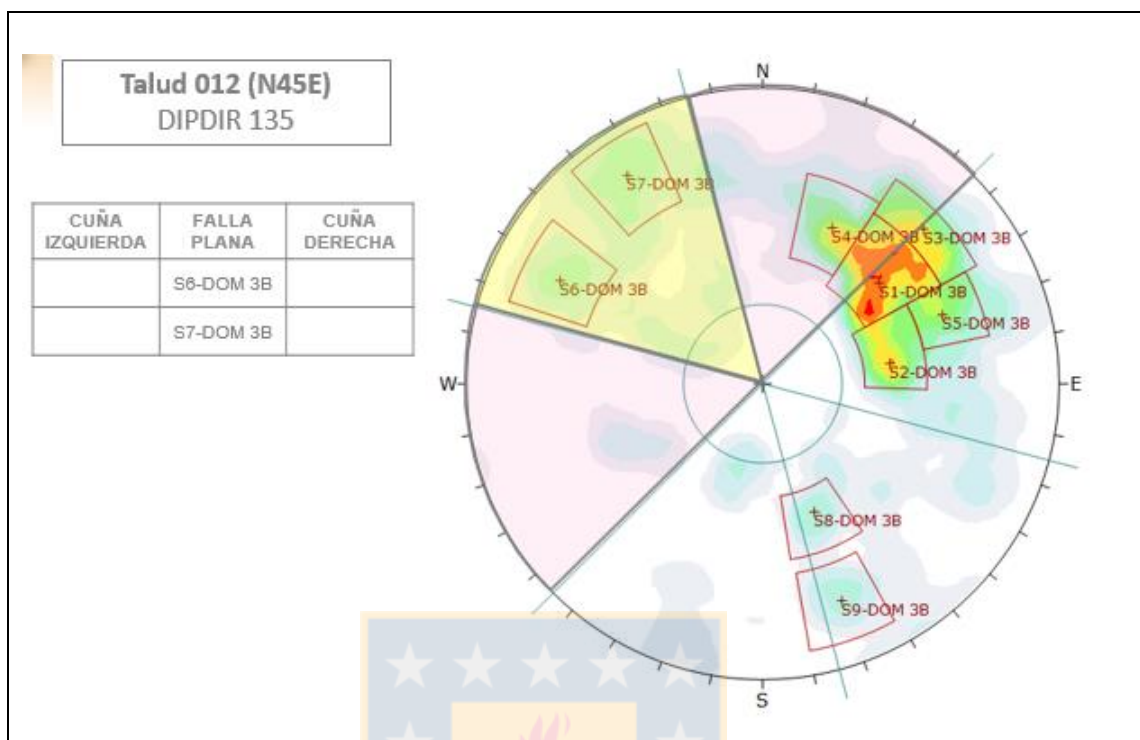 Talud 012 (N45E)
DIPDIR 135
CUÑA IZQUIERDA
FALLA PLANA
CUÑA DERECHA
S6-DOM 3B
S7-DOM 3B
N
S7-DOM 3B
S4-DOM 3B
S3-DOM 3B
S6-DOM 3B
S1-DOM 3B
S5-DOM 3B
S2-DOM 3B
W
E
S8-DOM 3B
S9-DOM 3B
S